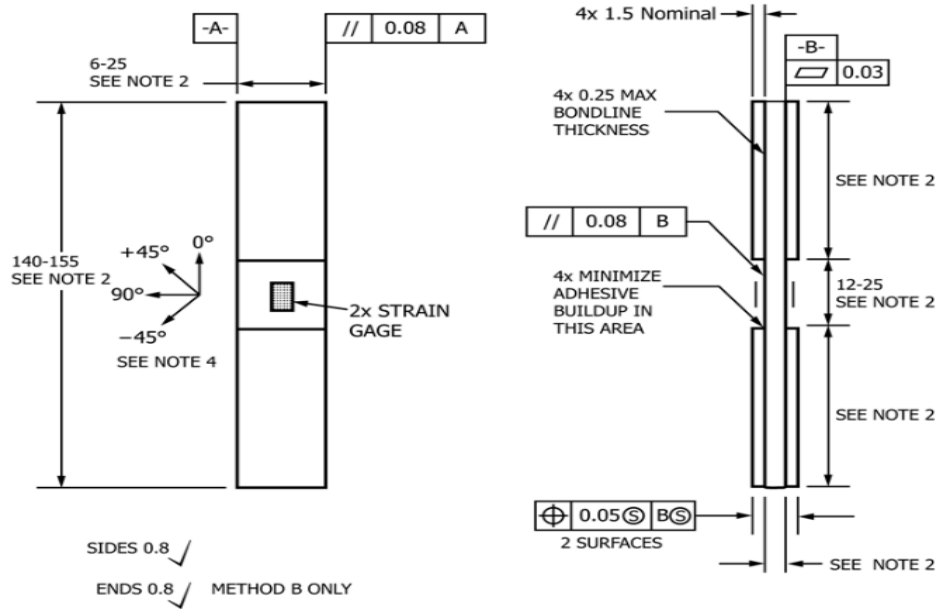 -A-
// 0.08 A
6-25
SEE NOTE 2
140-155
SEE NOTE 2
+45°
0°
90°
−45°
SEE NOTE 4
2x STRAIN
GAGE
SIDES 0.8
ENDS 0.8 METHOD B ONLY
4x 1.5 Nominal
-B-
0.03
4x 0.25 MAX
BONDLINE
THICKNESS
SEE NOTE 2
// 0.08 B
4x MINIMIZE
ADHESIVE
BUILDUP IN
THIS AREA
12-25
SEE NOTE 2
SEE NOTE 2
0.05Ⓢ BⓈ
2 SURFACES
SEE NOTE 2